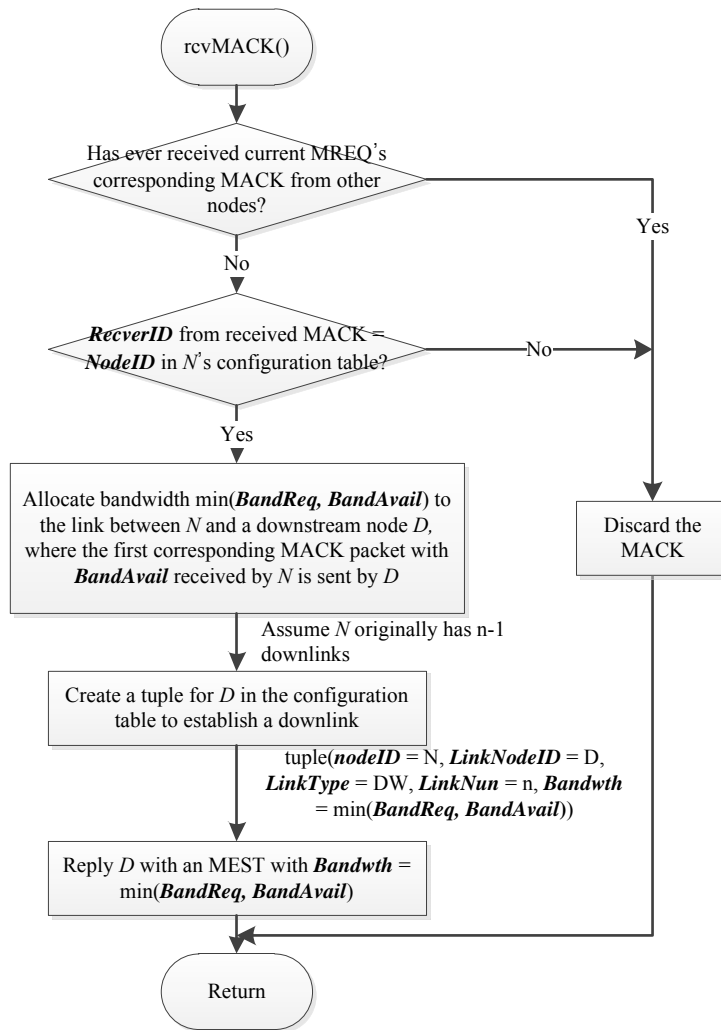 rcvMACK()
Has ever received current MREQ's
corresponding MACK from other
nodes?
Yes
No
RecverID from received MACK =
NodeID in N's configuration table?
No
Yes
Allocate bandwidth min(BandReq, BandAvail) to
the link between N and a downstream node D,
where the first corresponding MACK packet with
BandAvail received by N is sent by D
Discard the
MACK
Assume N originally has n-1
downlinks
Create a tuple for D in the configuration
table to establish a downlink
tuple(nodeID = N, LinkNodeID = D,
LinkType = DW, LinkNun = n, Bandwth
= min(BandReq, BandAvail))
Reply D with an MEST with Bandwth =
min(BandReq, BandAvail)
Return